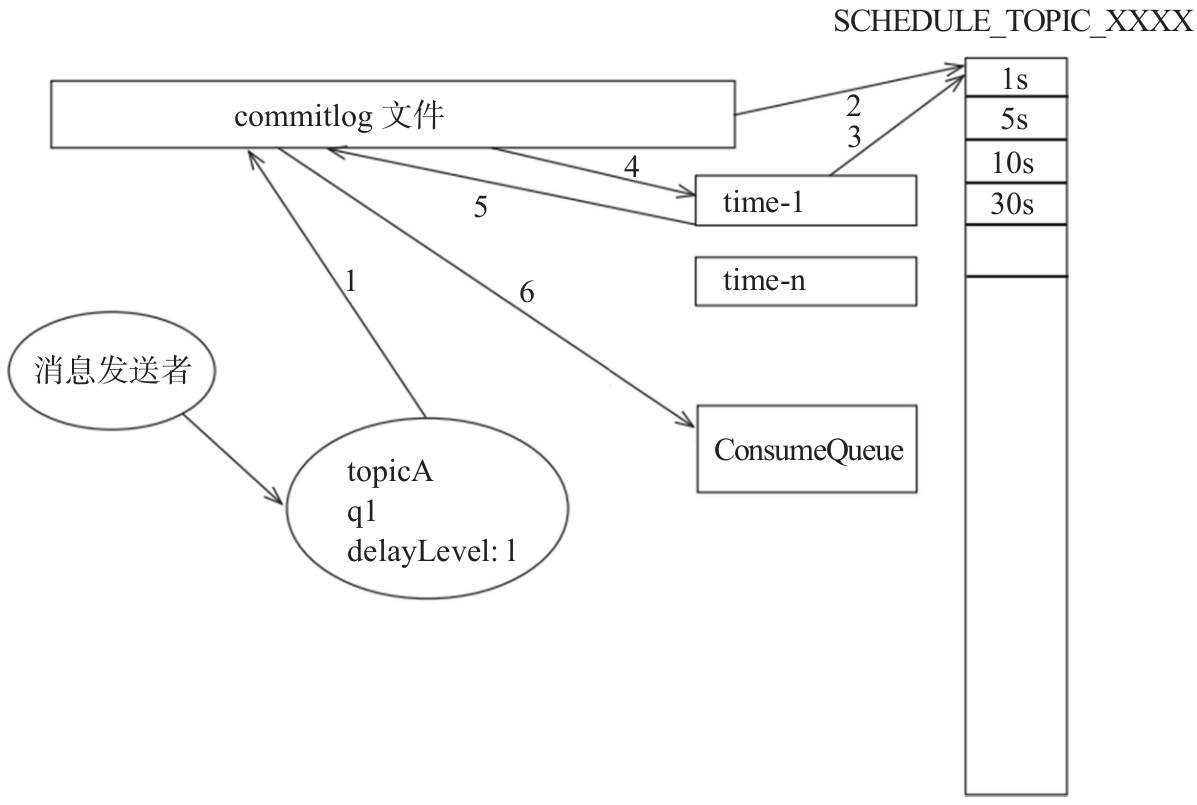 SCHEDULE_TOPIC_XXXX
commitlog 文件
2
3
1s
5s
10s
30s
4
5
time-1
time-n
1
6
消息发送者
topicA
q1
delayLevel: 1
ConsumeQueue